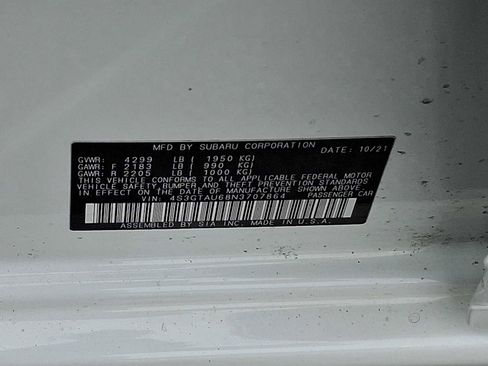 MFD BY SUBARU CORPORATION
DATE: 10/21
GVWR: 4299 LB ( 1950 KG)
GAWR: F 2183 LB ( 990 KG)
GAWR: R 2205 LB ( 1000 KG)
THIS VEHICLE CONFORMS TO ALL APPLICABLE FEDERAL MOTOR
VEHICLE SAFETY, BUMPER AND THEFT PREVENTION STANDARDS
IN EFFECT ON THE DATE OF MANUFACTURE SHOWN ABOVE.
VIN: 4S3GTAU68N3707864 PASSENGER CAR
ASSEMBLED BY SIA INC. MADE IN U.S.A.